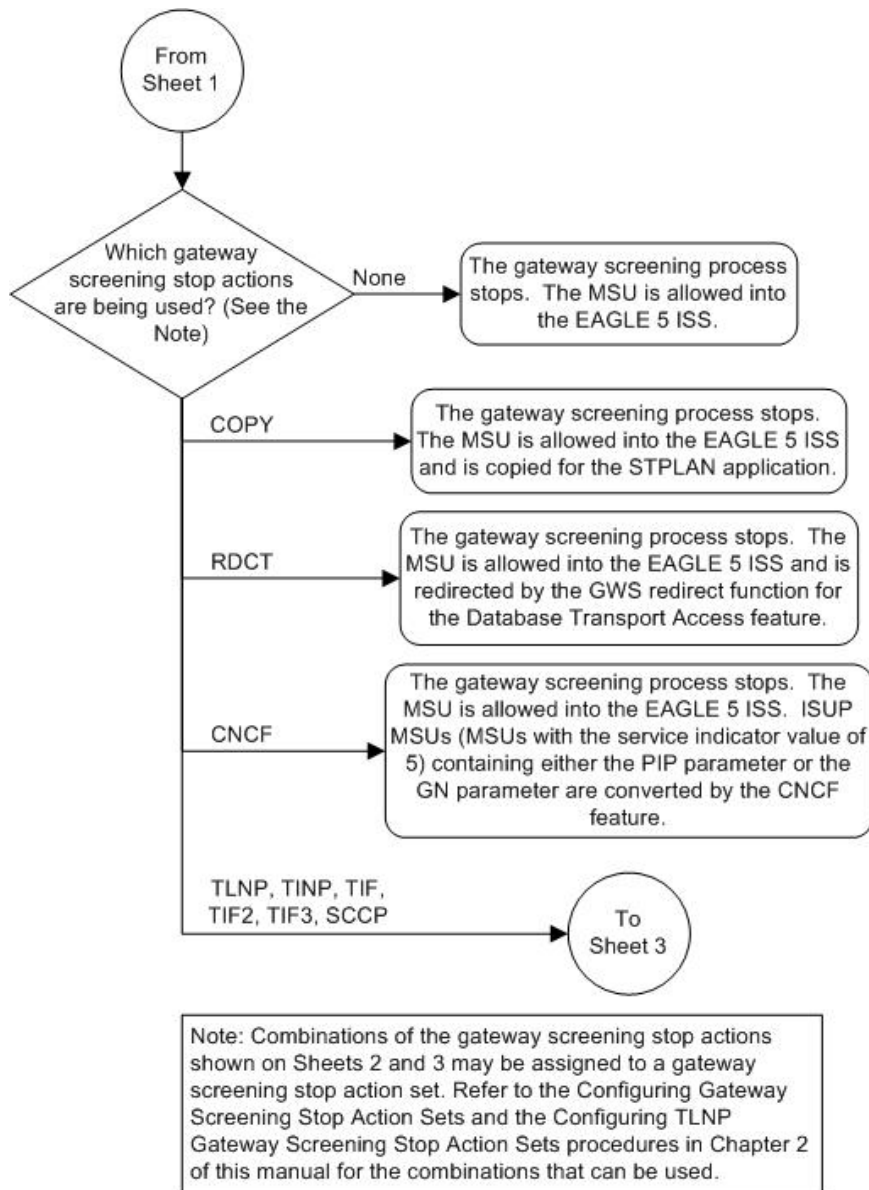 From
Sheet 1
Which gateway
screening stop actions
are being used? (See the
Note)
None
The gateway screening process
stops.  The MSU is allowed into
the EAGLE 5 ISS.
COPY
The gateway screening process stops.
The MSU is allowed into the EAGLE 5 ISS
and is copied for the STPLAN application.
RDCT
The gateway screening process stops.  The
MSU is allowed into the EAGLE 5 ISS and is
redirected by the GWS redirect function for
the Database Transport Access feature.
CNCF
The gateway screening process stops.  The
MSU is allowed into the EAGLE 5 ISS.  ISUP
MSUs (MSUs with the service indicator value of
5) containing either the PIP parameter or the
GN parameter are converted by the CNCF
feature.
TLNP, TINP, TIF,
TIF2, TIF3, SCCP
To
Sheet 3
Note: Combinations of the gateway screening stop actions
shown on Sheets 2 and 3 may be assigned to a gateway
screening stop action set. Refer to the Configuring Gateway
Screening Stop Action Sets and the Configuring TLNP
Gateway Screening Stop Action Sets procedures in Chapter 2
of this manual for the combinations that can be used.